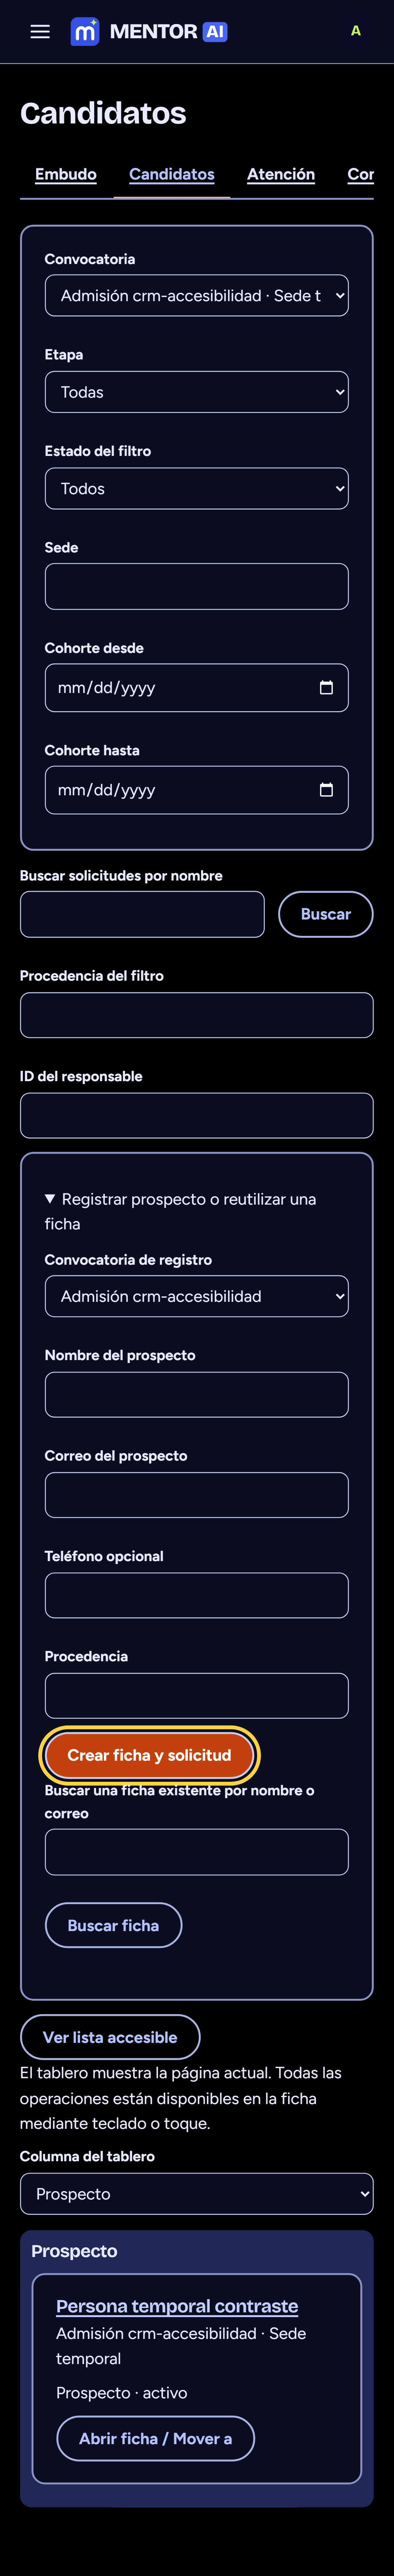 MENTOR AI
A
Candidatos
Embudo Candidatos Atención Cor
Convocatoria
Admisión crm-accesibilidad · Sede t
Etapa
Todas
Estado del filtro
Todos
Sede
Cohorte desde
mm/dd/yyyy
Cohorte hasta
mm/dd/yyyy
Buscar solicitudes por nombre
Buscar
Procedencia del filtro
ID del responsable
▼ Registrar prospecto o reutilizar una
ficha
Convocatoria de registro
Admisión crm-accesibilidad
Nombre del prospecto
Correo del prospecto
Teléfono opcional
Procedencia
Crear ficha y solicitud
Buscar una ficha existente por nombre o
correo
Buscar ficha
Ver lista accesible
El tablero muestra la página actual. Todas las
operaciones están disponibles en la ficha
mediante teclado o toque.
Columna del tablero
Prospecto
Prospecto
Persona temporal contraste
Admisión crm-accesibilidad · Sede
temporal
Prospecto · activo
Abrir ficha / Mover a